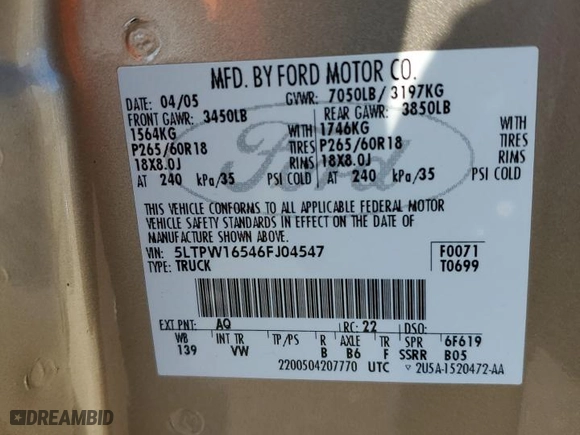 MFD. BY FORD MOTOR CO.
DATE: 04/05 GVWR: 7050LB / 3197KG
FRONT GAWR: 3450LB REAR GAWR: 3850LB
1564KG WITH 1746KG WITH
P265/60R18 TIRES P265/60R18 TIRES
18X8.0J RIMS 18X8.0J RIMS
AT 240 kPa/35 PSI COLD AT 240 kPa/35 PSI COLD
Ford
THIS VEHICLE CONFORMS TO ALL APPLICABLE FEDERAL MOTOR
VEHICLE SAFETY STANDARDS IN EFFECT ON THE DATE OF
MANUFACTURE SHOWN ABOVE.
VIN: 5LTPW16546FJ04547 F0071
TYPE: TRUCK T0699
EXT PNT: AQ RC: 22 DSO:
WB INT TR TP/PS R AXLE TR SPR 6F619
139 VW B B6 F SSRR B05
2200504207770 UTC 2U5A-1520472-AA
DREAMBID